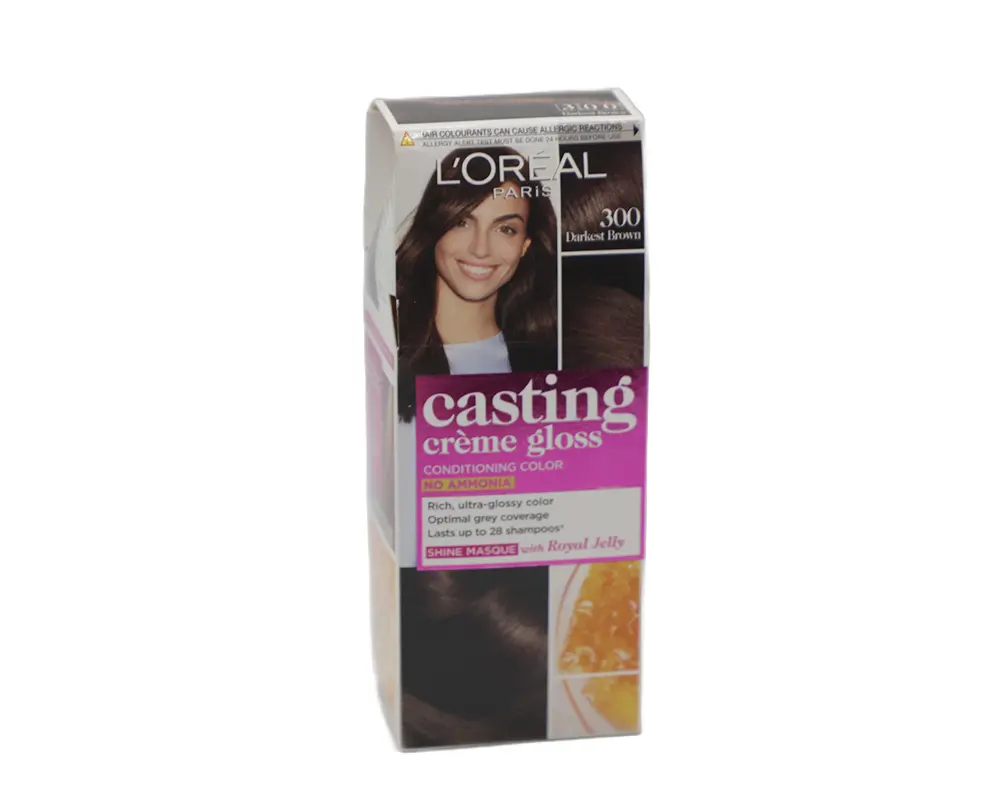 300
Darkest Brown
HAIR COLOURANTS CAN CAUSE ALLERGIC REACTIONS
ALLERGY ALERT TEST MUST BE DONE 24 HOURS BEFORE USE
L'ORÉAL
PARiS
300
Darkest Brown
casting
crème gloss
CONDITIONING COLOR
NO AMMONIA
Rich, ultra-glossy color
Optimal grey coverage
Lasts up to 28 shampoos*
SHINE MASQUE with Royal Jelly